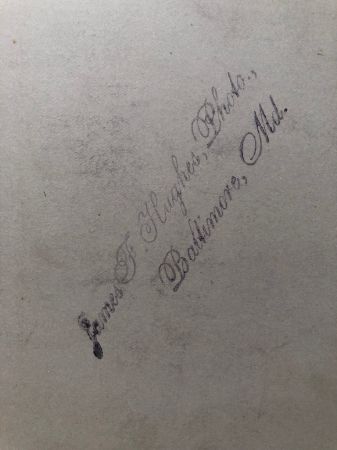 James F. Hughes, Photo.,
Baltimore, Md.